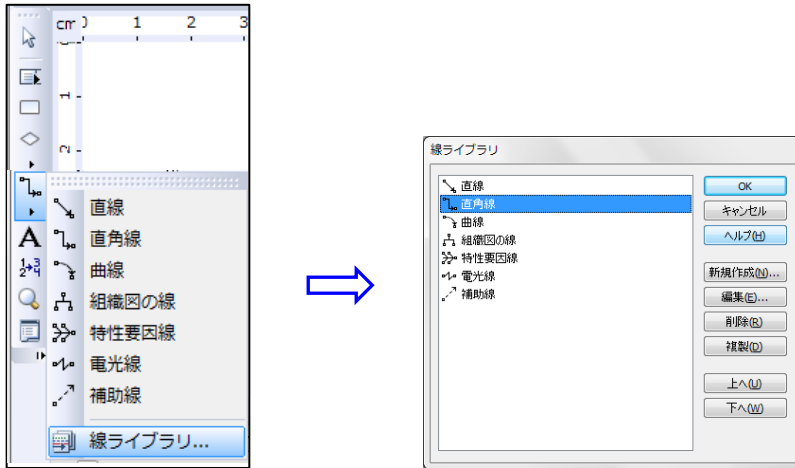 cm 0 1 2 3
1
2
直線
直角線
曲線
組織図の線
特性要因線
電光線
補助線
線ライブラリ...
A
線ライブラリ
直線
直角線
曲線
組織図の線
特性要因線
電光線
補助線
OK
キャンセル
ヘルプ(H)
新規作成(N)...
編集(E)...
削除(R)
複製(D)
上へ(U)
下へ(W)